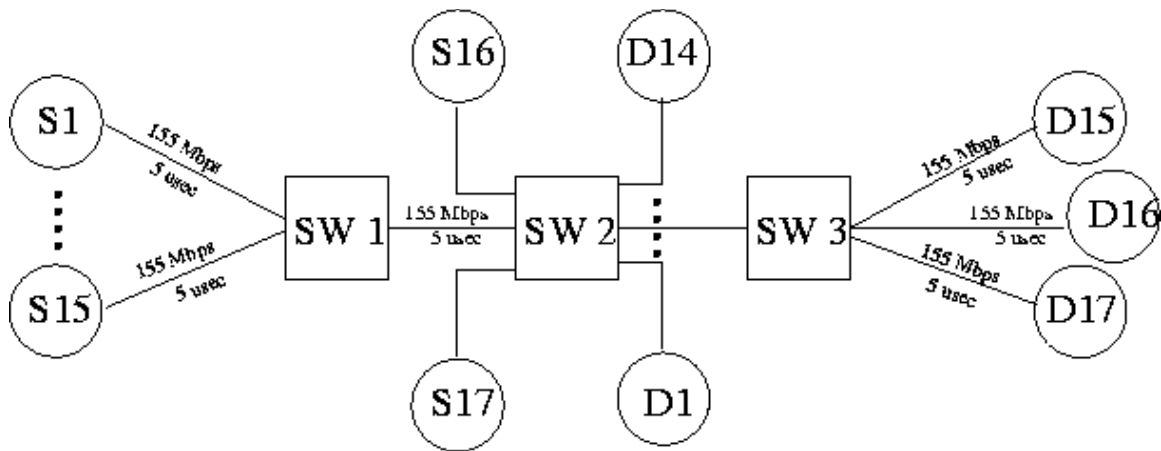 S16
D14
S1
155 Mbps
5 usec
SW 1
155 Mbps
5 usec
SW 2
SW 3
155 Mbps
5 usec
D15
155 Mbps
5 usec
D16
155 Mbps
5 usec
S15
155 Mbps
5 usec
D17
S17
D1